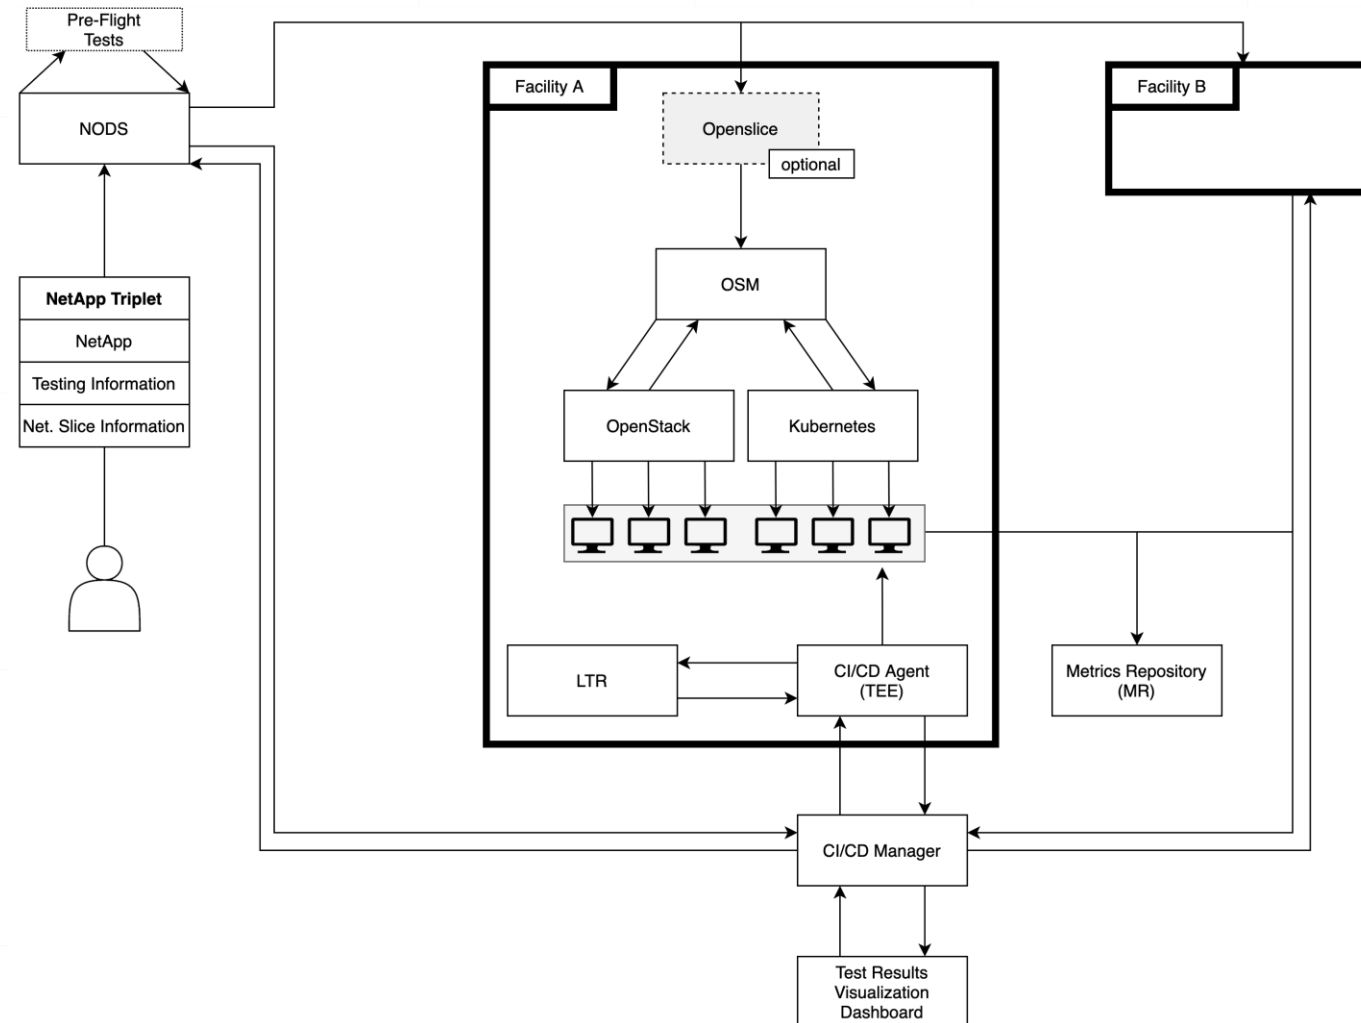 Pre-Flight
Tests
NODS
NetApp Triplet
NetApp
Testing Information
Net. Slice Information
Facility A
Openslice
optional
OSM
OpenStack
Kubernetes
LTR
CI/CD Agent
(TEE)
Facility B
Metrics Repository
(MR)
CI/CD Manager
Test Results
Visualization
Dashboard